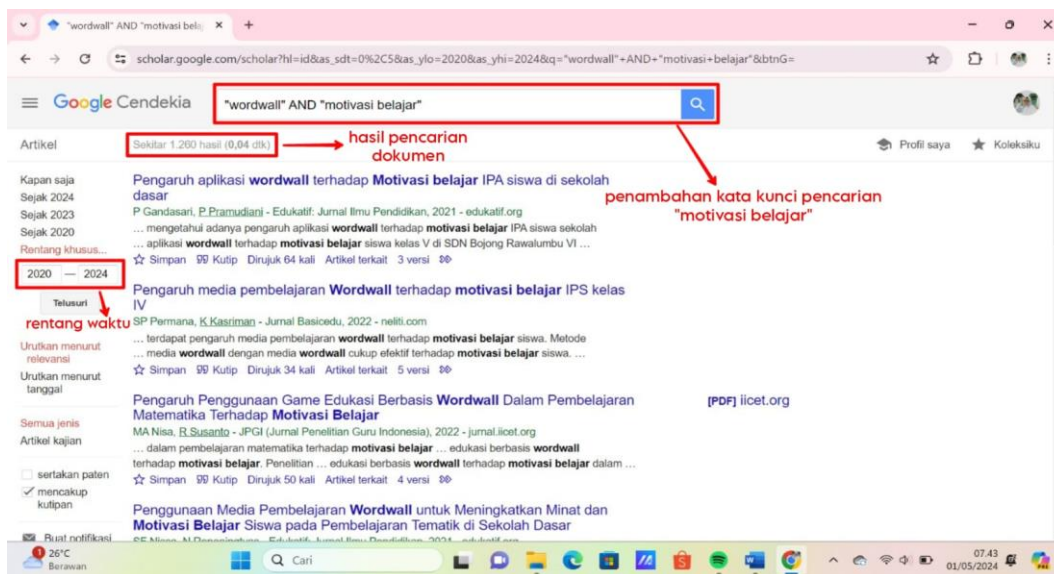 "wordwall" AND "motivasi bela
scholar.google.com/scholar?hl=id&as_sdt=0%2C5&as_ylo=2020&as_yhi=2024&q="wordwall"+AND+"motivasi+belajar"&btnG=
Google Cendekia
"wordwall" AND "motivasi belajar"
Artikel
Sekitar 1.260 hasil (0,04 dtk)
hasil pencarian
dokumen
Profil saya
Koleksiku
penambahan kata kunci pencarian
"motivasi belajar"
Kapan saja
Sejak 2024
Sejak 2023
Sejak 2020
Rentang khusus...
2020 — 2024
Telusuri
rentang waktu
Urutkan menurut
relevansi
Urutkan menurut
tanggal
Semua jenis
Artikel kajian
sertakan paten
mencakup
kutipan
Buat notifikasi
Pengaruh aplikasi wordwall terhadap Motivasi belajar IPA siswa di sekolah
dasar
P Gandasari, P Pramudiani - Edukatif: Jurnal Ilmu Pendidikan, 2021 - edukatif.org
... mengetahui adanya pengaruh aplikasi wordwall terhadap motivasi belajar IPA siswa sekolah
... aplikasi wordwall terhadap motivasi belajar siswa kelas V di SDN Bojong Rawalumbu VI ...
Simpan Kutip Dirujuk 64 kali Artikel terkait 3 versi
Pengaruh media pembelajaran Wordwall terhadap motivasi belajar IPS kelas
IV
SP Permana, K Kasriman - Jurnal Basicedu, 2022 - neliti.com
... terdapat pengaruh media pembelajaran wordwall terhadap motivasi belajar siswa. Metode
... media wordwall dengan media wordwall cukup efektif terhadap motivasi belajar siswa. ...
Simpan Kutip Dirujuk 34 kali Artikel terkait 5 versi
Pengaruh Penggunaan Game Edukasi Berbasis Wordwall Dalam Pembelajaran
Matematika Terhadap Motivasi Belajar
MA Nisa, R Susanto - JPGI (Jurnal Penelitian Guru Indonesia), 2022 - jurnal.iicet.org
... dalam pembelajaran matematika terhadap motivasi belajar ... edukasi berbasis wordwall
terhadap motivasi belajar. Penelitian ... edukasi berbasis wordwall terhadap motivasi belajar dalam ...
Simpan Kutip Dirujuk 50 kali Artikel terkait 4 versi
[PDF] iicet.org
Penggunaan Media Pembelajaran Wordwall untuk Meningkatkan Minat dan
Motivasi Belajar Siswa pada Pembelajaran Tematik di Sekolah Dasar
26°C
Berawan
Cari
07.43
01/05/2024